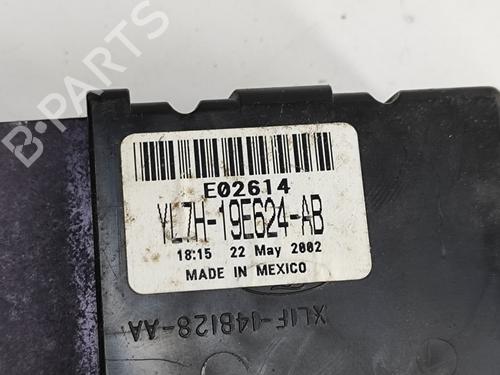 B-PARTS
E02614
YL7H-19E624-AB
18:15 22 May 2002
MADE IN MEXICO
XL1F-14B128-AA